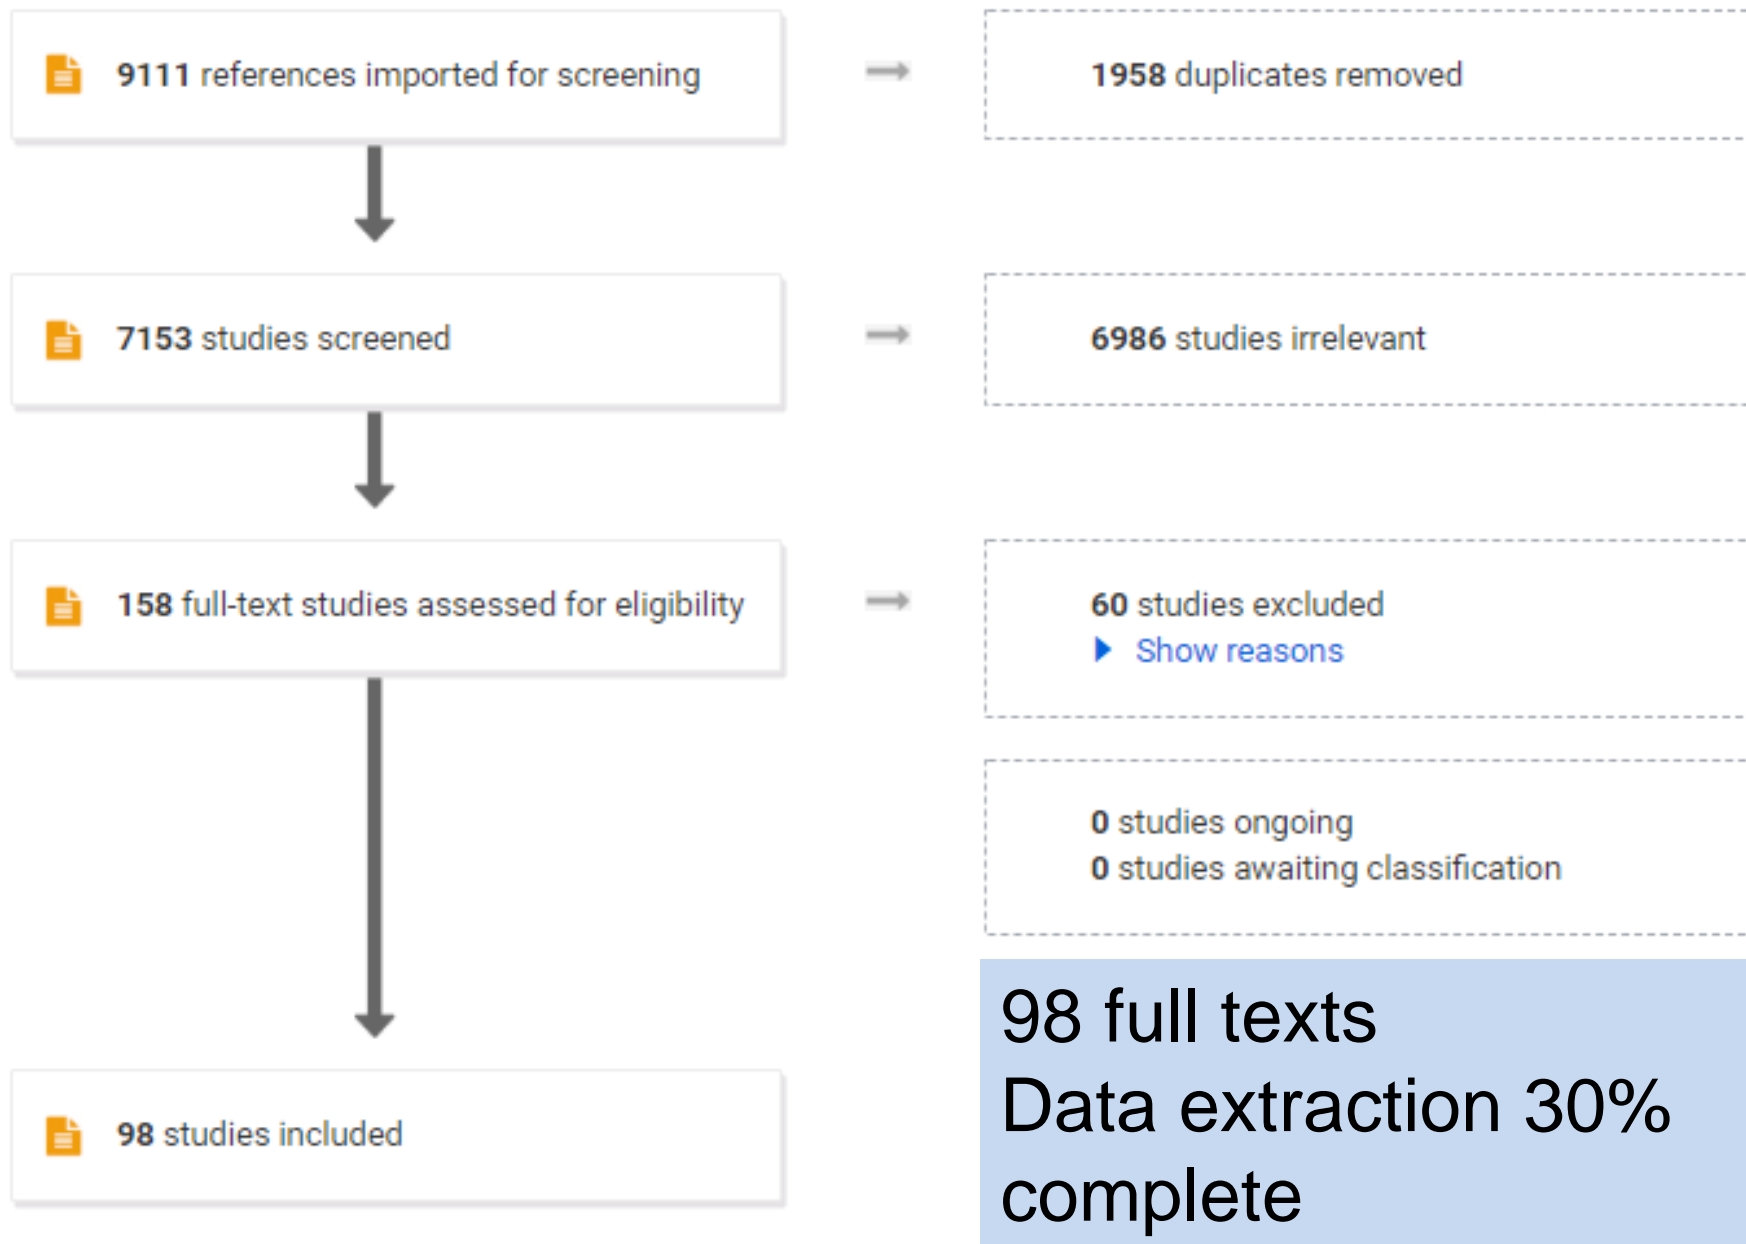 9111 references imported for screening
1958 duplicates removed
7153 studies screened
6986 studies irrelevant
158 full-text studies assessed for eligibility
60 studies excluded
Show reasons
0 studies ongoing
0 studies awaiting classification
98 studies included
98 full texts
Data extraction 30%
complete